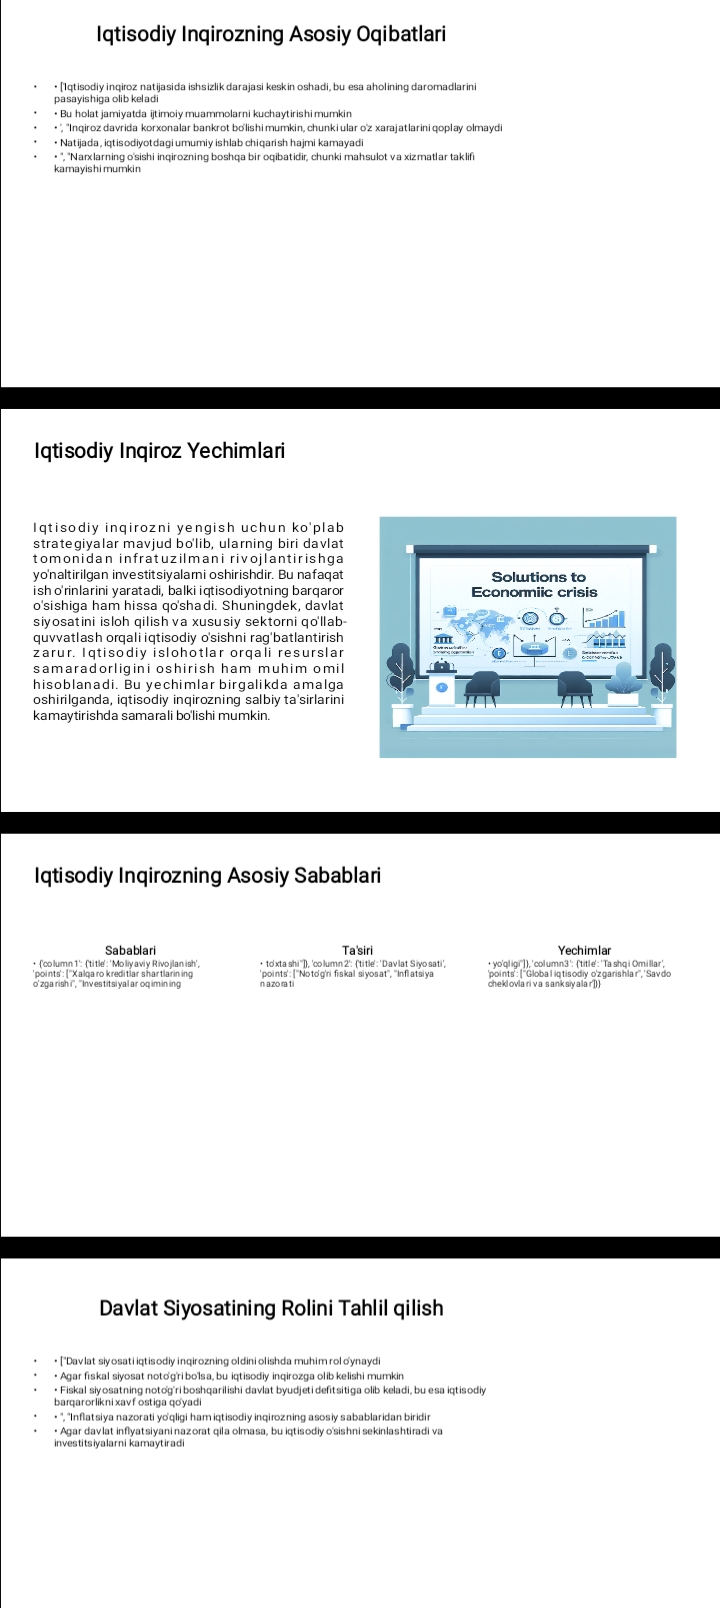 Iqtisodiy Inqirozning Asosiy Oqibatlari
• • ['Iqtisodiy inqiroz natijasida ishsizlik darajasi keskin oshadi, bu esa aholining daromadlarini
pasayishiga olib keladi
• • Bu holat jamiyatda ijtimoiy muammolarni kuchaytirishi mumkin
• • ', "Inqiroz davrida korxonalar bankrot bo'lishi mumkin, chunki ular o'z xarajatlarini qoplay olmaydi
• • Natijada, iqtisodiyotdagi umumiy ishlab chiqarish hajmi kamayadi
• • ", "Narxlarning o'sishi inqirozning boshqa bir oqibatidir, chunki mahsulot va xizmatlar taklifi
kamayishi mumkin
Iqtisodiy Inqiroz Yechimlari
Iqtisodiy inqirozni yengish uchun ko'plab
strategiyalar mavjud bo'lib, ularning biri davlat
tomonidan infratuzilmani rivojlantirishga
yo'naltirilgan investitsiyalarni oshirishdir. Bu nafaqat
ish o'rinlarini yaratadi, balki iqtisodiyotning barqaror
o'sishiga ham hissa qo'shadi. Shuningdek, davlat
siyosatini isloh qilish va xususiy sektorni qo'llab-
quvvatlash orqali iqtisodiy o'sishni rag'batlantirish
zarur. Iqtisodiy islohotlar orqali resurslar
samaradorligini oshirish ham muhim omil
hisoblanadi. Bu yechimlar birgalikda amalga
oshirilganda, iqtisodiy inqirozning salbiy ta'sirlarini
kamaytirishda samarali bo'lishi mumkin.
Solutions to
Economiic crisis
Iqtisodiy Inqirozning Asosiy Sabablari
Sabablari
• {'column1': {'title': 'Moliyaviy Rivojlanish',
'points': ["Xalqaro kreditlar shartlarining
o'zgarishi", "Investitsiyalar oqimining
Ta'siri
• to'xtashi"]}, 'column2': {'title': 'Davlat Siyosati',
'points': ["Noto'g'ri fiskal siyosat", "Inflatsiya
nazorati
Yechimlar
• yo'qligi"]}, 'column3': {'title': 'Tashqi Omillar',
'points': ["Global iqtisodiy o'zgarishlar", 'Savdo
cheklovlari va sanksiyalar']}}
Davlat Siyosatining Rolini Tahlil qilish
• • ["Davlat siyosati iqtisodiy inqirozning oldini olishda muhim rol o'ynaydi
• • Agar fiskal siyosat noto'g'ri bo'lsa, bu iqtisodiy inqirozga olib kelishi mumkin
• • Fiskal siyosatning noto'g'ri boshqarilishi davlat byudjeti defitsitiga olib keladi, bu esa iqtisodiy
barqarorlikni xavf ostiga qo'yadi
• • ", "Inflatsiya nazorati yo'qligi ham iqtisodiy inqirozning asosiy sabablaridan biridir
• • Agar davlat inflyatsiyani nazorat qila olmasa, bu iqtisodiy o'sishni sekinlashtiradi va
investitsiyalarni kamaytiradi